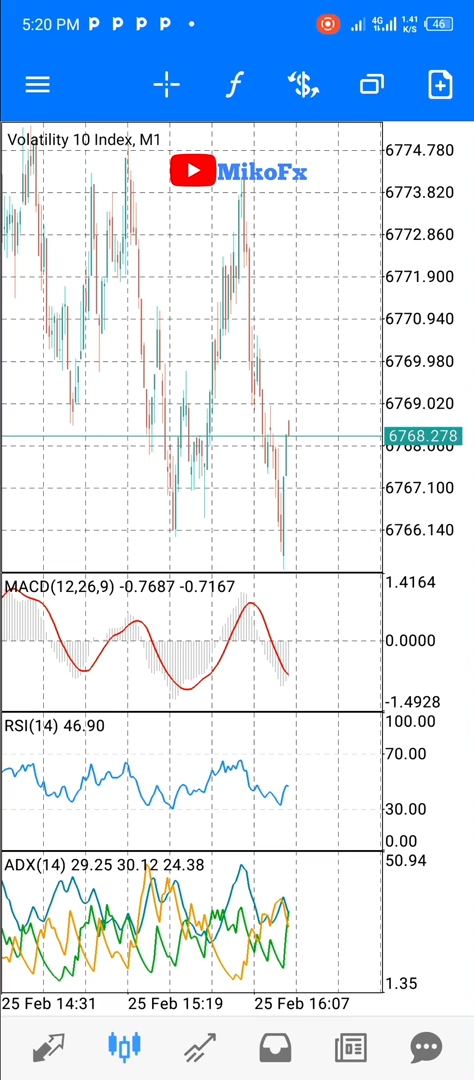 5:20 PM P P P P • 4G 1.41 K/S 46
Volatility 10 Index, M1
MikoFx
6774.780
6773.820
6772.860
6771.900
6770.940
6769.980
6769.020
6768.278
6768.060
6767.100
6766.140
MACD(12,26,9) -0.7687 -0.7167
1.4164
0.0000
-1.4928
RSI(14) 46.90
100.00
70.00
30.00
0.00
ADX(14) 29.25 30.12 24.38
50.94
1.35
25 Feb 14:31 25 Feb 15:19 25 Feb 16:07